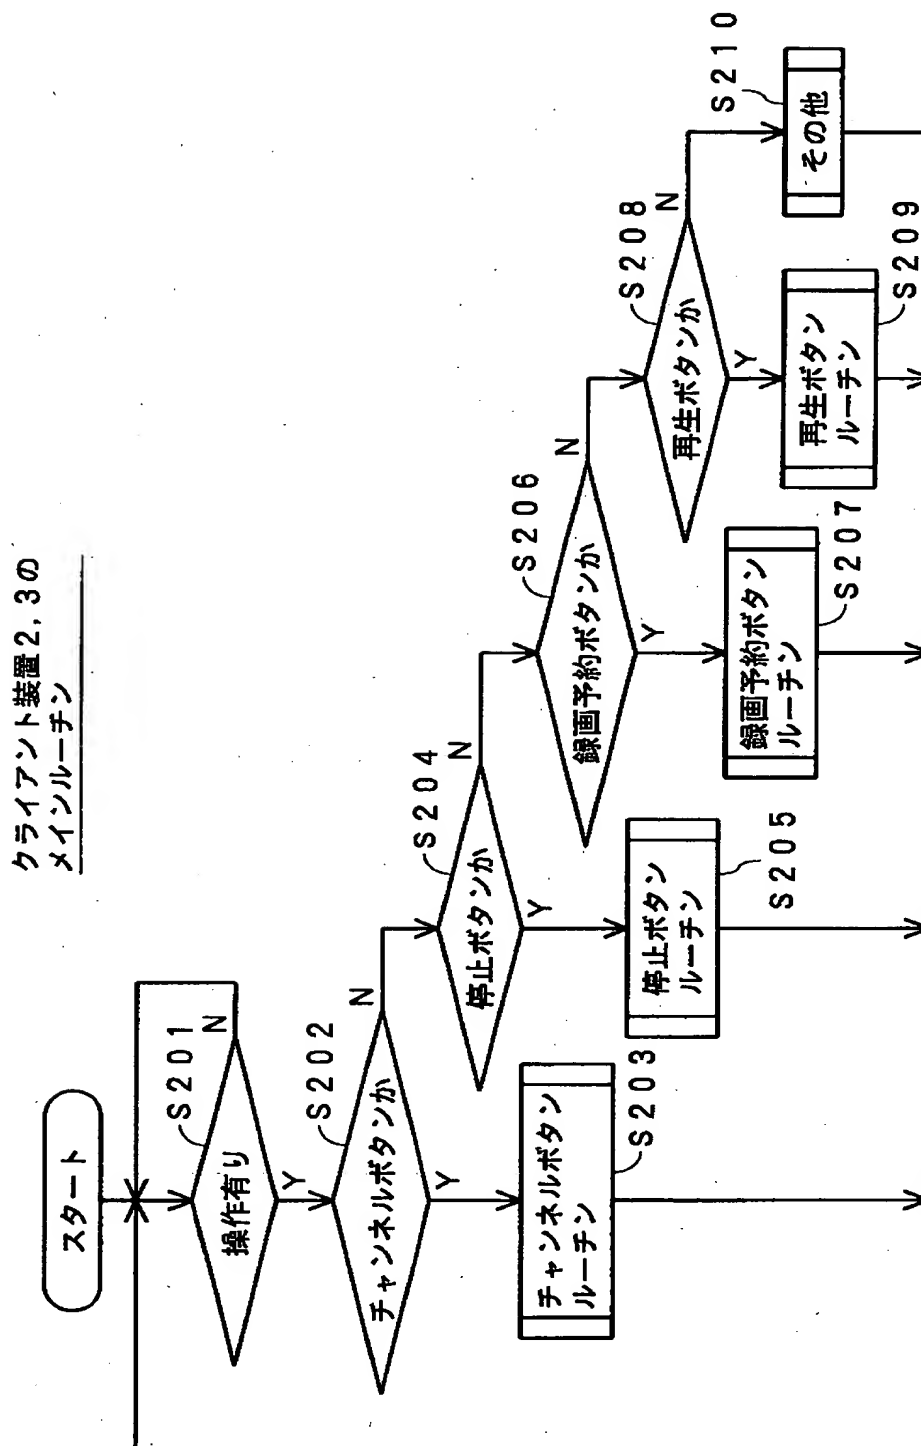 クライアント装置2,3の
メインルーチン
スタート
操作有り
S201
N
Y
チャンネルボタンか
S202
N
Y
チャンネルボタン
ルーチン
S203
停止ボタンか
S204
N
Y
停止ボタン
ルーチン
S205
録画予約ボタンか
S206
N
Y
録画予約ボタン
ルーチン
S207
再生ボタンか
S208
N
Y
再生ボタン
ルーチン
S209
その他
S210